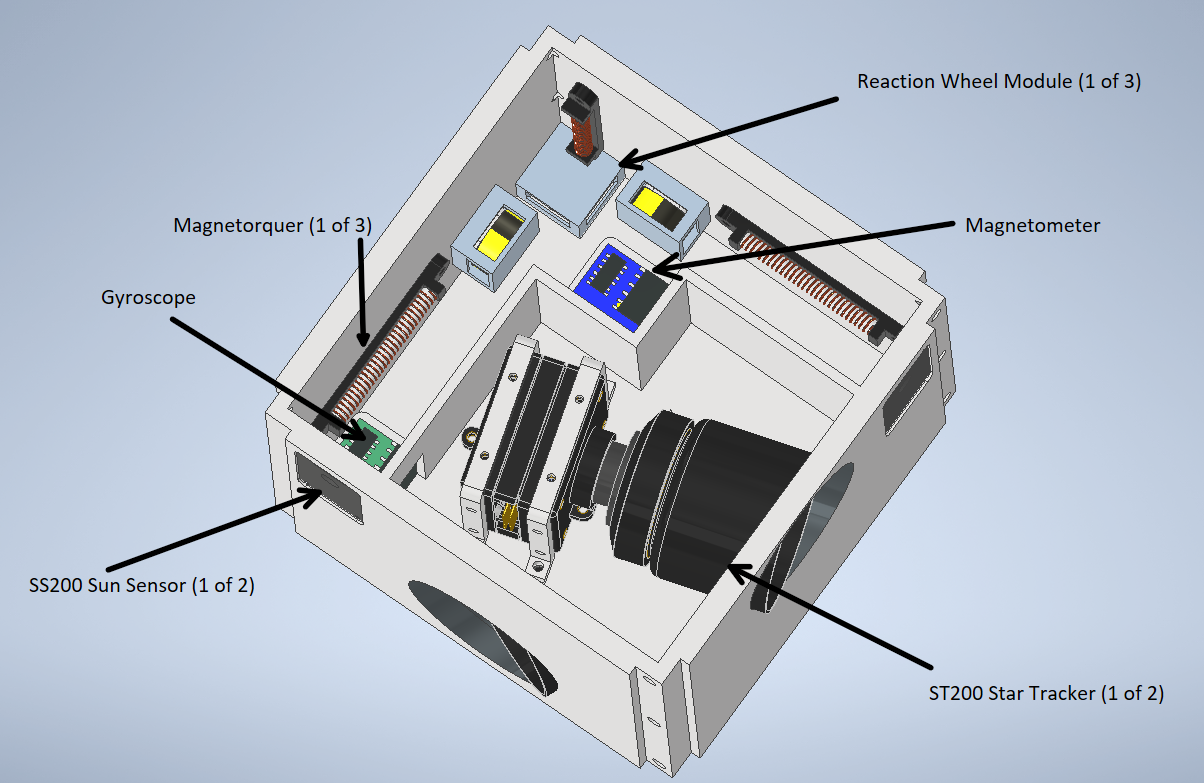 Reaction Wheel Module (1 of 3)
Magnetorquer (1 of 3)
Magnetometer
Gyroscope
SS200 Sun Sensor (1 of 2)
ST200 Star Tracker (1 of 2)